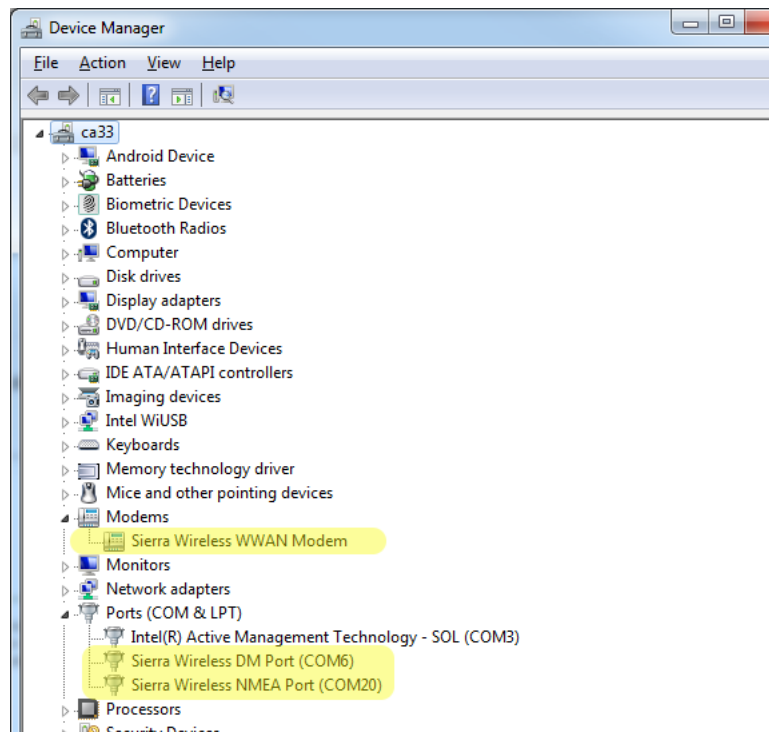 Device Manager
File Action View Help
ca33
Android Device
Batteries
Biometric Devices
Bluetooth Radios
Computer
Disk drives
Display adapters
DVD/CD-ROM drives
Human Interface Devices
IDE ATA/ATAPI controllers
Imaging devices
Intel WiUSB
Keyboards
Memory technology driver
Mice and other pointing devices
Modems
Sierra Wireless WWAN Modem
Monitors
Network adapters
Ports (COM & LPT)
Intel(R) Active Management Technology - SOL (COM3)
Sierra Wireless DM Port (COM6)
Sierra Wireless NMEA Port (COM20)
Processors
Security Devices